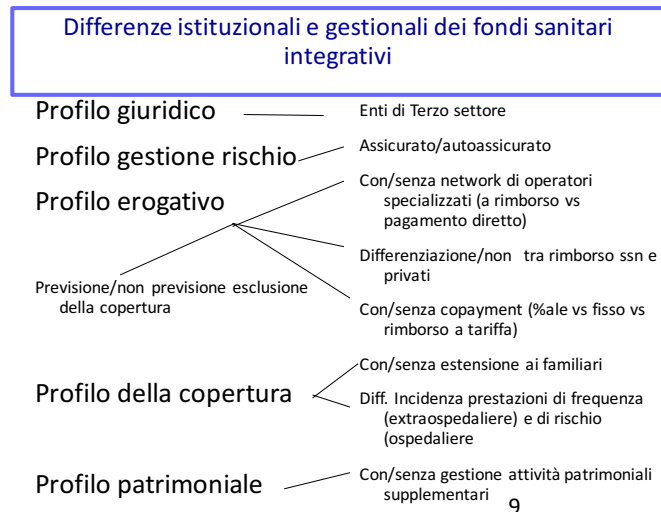 Differenze istituzionali e gestionali dei fondi sanitari
integrativi
Profilo giuridico
Enti di Terzo settore
Profilo gestione rischio
Assicurato/autoassicurato
Profilo erogativo
Con/senza network di operatori
specializzati (a rimborso vs
pagamento diretto)
Differenziazione/non tra rimborso ssn e
privati
Previsione/non previsione esclusione
della copertura
Con/senza copayment (%ale vs fisso vs
rimborso a tariffa)
Profilo della copertura
Con/senza estensione ai familiari
Diff. Incidenza prestazioni di frequenza
(extraospedaliere) e di rischio
(ospedaliere
Profilo patrimoniale
Con/senza gestione attività patrimoniali
supplementari
9